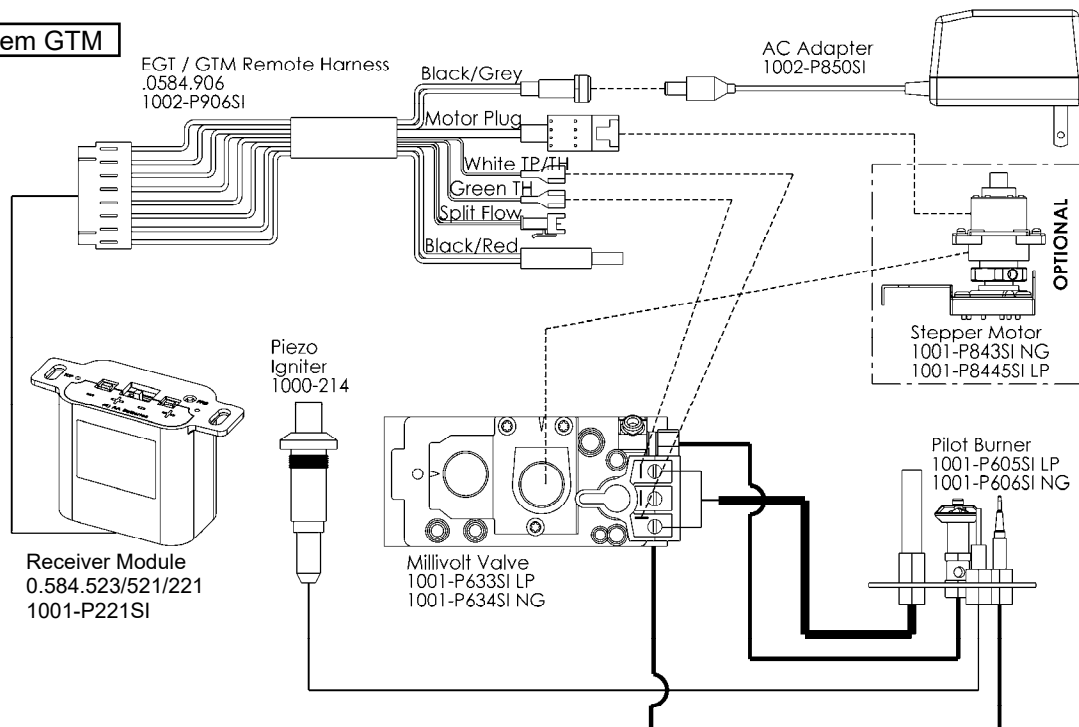 em GTM
EGT / GTM Remote Harness
.0584.906
1002-P906SI
Black/Grey
Motor Plug
White TP/TH
Green TH
Split Flow
Black/Red
AC Adapter
1002-P850SI
OPTIONAL
Stepper Motor
1001-P843SI NG
1001-P8445SI LP
Piezo
Igniter
1000-214
Receiver Module
0.584.523/521/221
1001-P221SI
Millivolt Valve
1001-P633SI LP
1001-P634SI NG
Pilot Burner
1001-P605SI LP
1001-P606SI NG